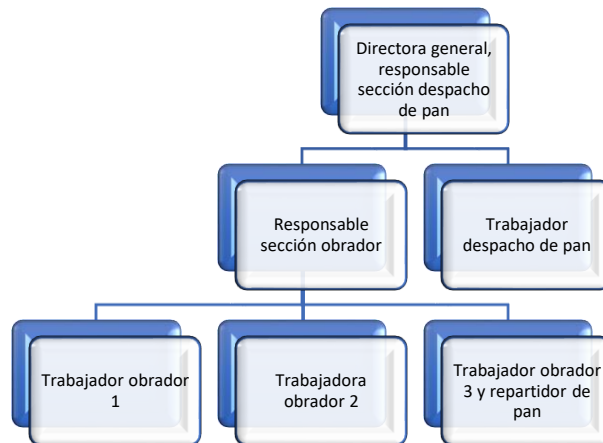 Directora general,
responsable
sección despacho
de pan
Responsable
sección obrador
Trabajador
despacho de pan
Trabajador obrador
1
Trabajadora
obrador 2
Trabajador obrador
3 y repartidor de
pan